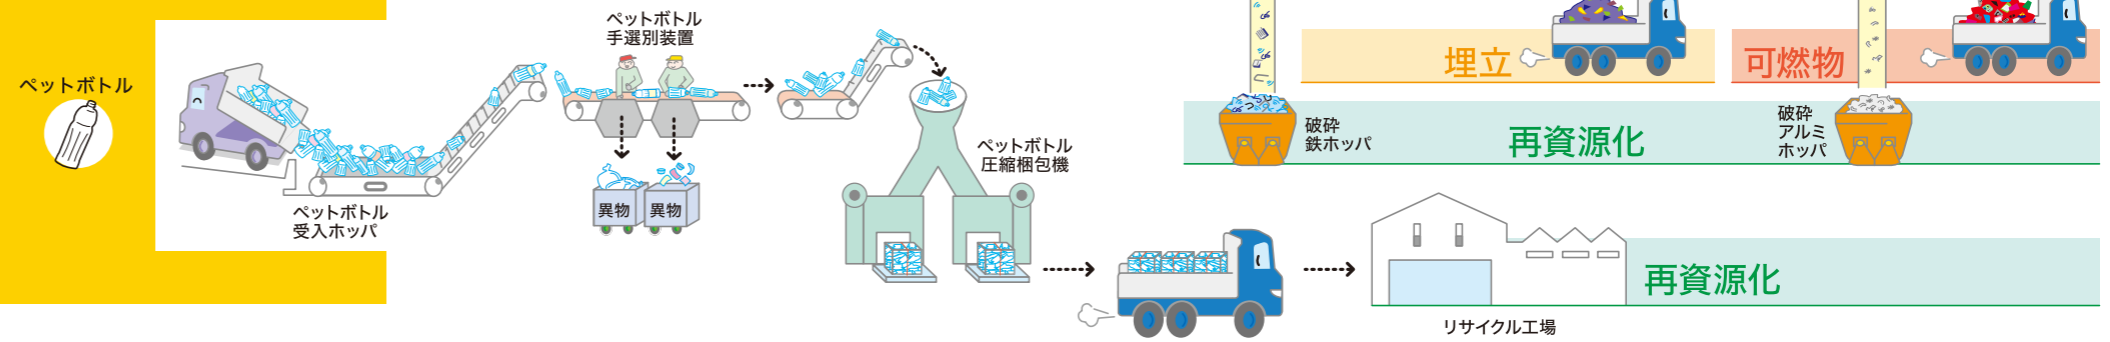 ペットボトル
ペットボトル
受入ホッパ
ペットボトル
手選別装置
異物
異物
ペットボトル
圧縮梱包機
埋立
可燃物
破砕
鉄ホッパ
再資源化
破砕
アルミ
ホッパ
リサイクル工場
再資源化